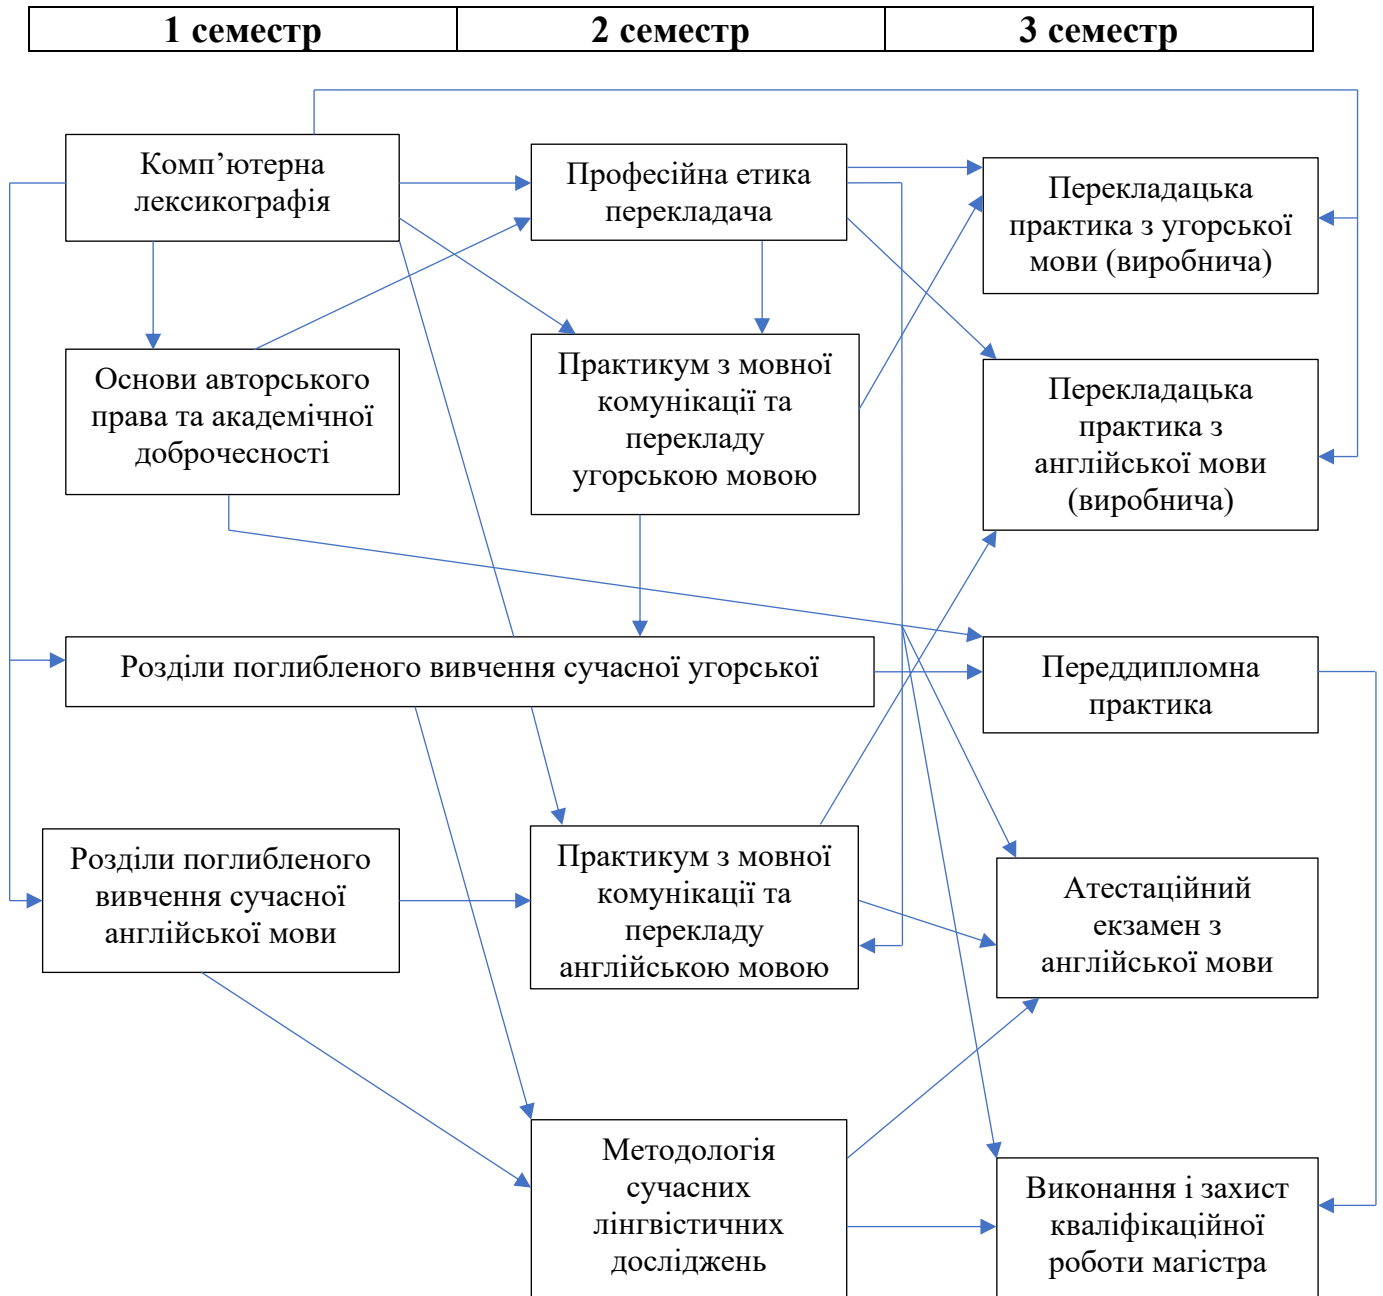 1 семестр
2 семестр
3 семестр
Комп’ютерна
лексикографія
Професійна етика
перекладача
Перекладацька
практика з угорської
мови (виробнича)
Основи авторського
права та академічної
доброчесності
Практикум з мовної
комунікації та
перекладу
угорською мовою
Перекладацька
практика з
англійської мови
(виробнича)
Розділи поглибленого вивчення сучасної угорської
Переддипломна
практика
Розділи поглибленого
вивчення сучасної
англійської мови
Практикум з мовної
комунікації та
перекладу
англійською мовою
Атестаційний
екзамен з
англійської мови
Методологія
сучасних
лінгвістичних
досліджень
Виконання і захист
кваліфікаційної
роботи магістра